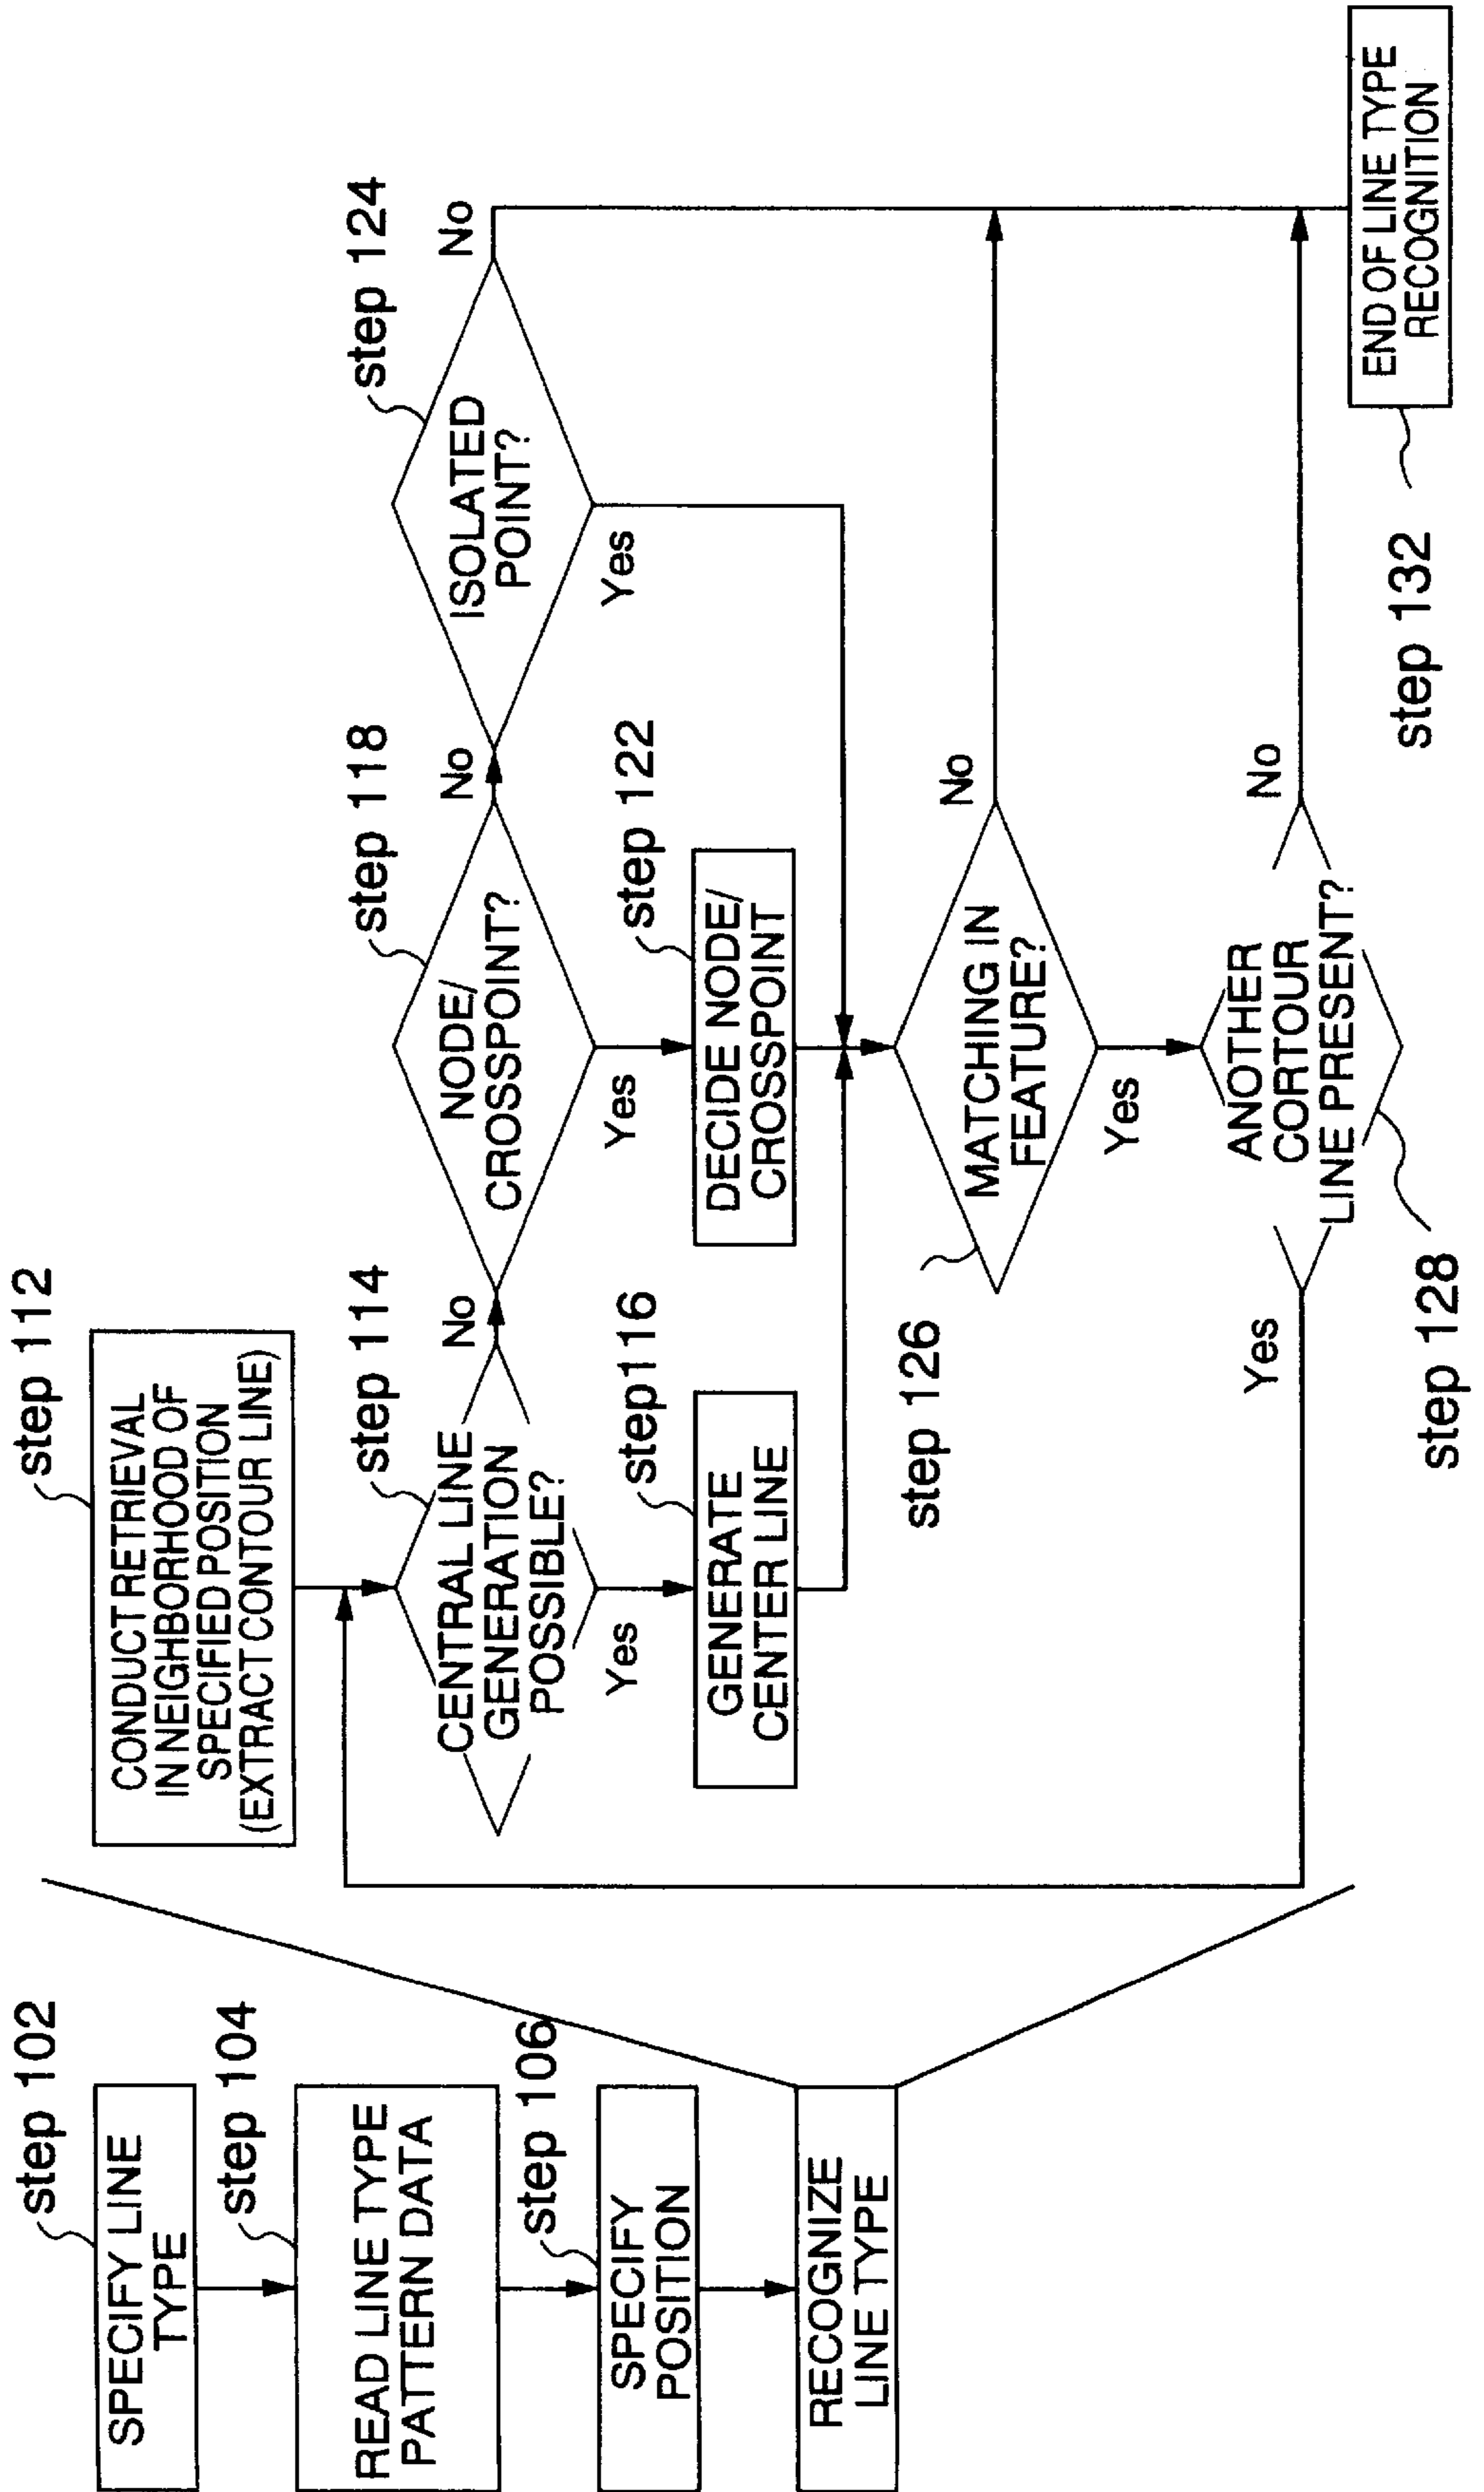 step 102
SPECIFY LINE
TYPE
step 104
READ LINE TYPE
PATTERN DATA
step 106
SPECIFY
POSITION
RECOGNIZE
LINE TYPE
step 112
CONDUCT RETRIEVAL
IN NEIGHBORHOOD OF
SPECIFIED POSITION
(EXTRACT CONTOUR LINE)
step 114
CENTRAL LINE
GENERATION
POSSIBLE?
No
Yes
step116
GENERATE
CENTER LINE
step 118
NODE/
CROSSPOINT?
No
Yes
step 122
DECIDE NODE/
CROSSPOINT
step 124
ISOLATED
POINT?
No
Yes
step 126
MATCHING IN
FEATURE?
No
Yes
ANOTHER
CORTOUR
LINE PRESENT?
No
Yes
step 128
END OF LINE TYPE
RECOGNITION
step 132